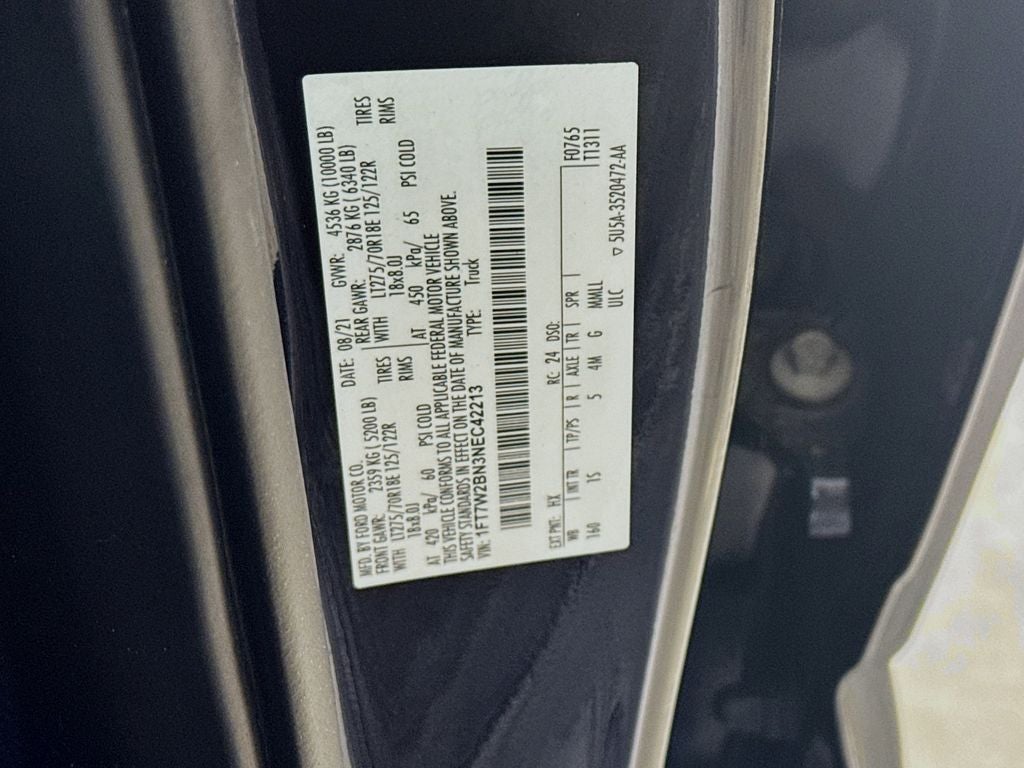 MFD. BY FORD MOTOR CO. DATE: 08/21 GVWR: 4536 KG (10000 LB)
FRONT GAWR: 2359 KG ( 5200 LB) REAR GAWR: 2876 KG ( 6340 LB)
WITH LT275/70R18E 125/122R TIRES WITH LT275/70R18E 125/122R TIRES
18x8.0J RIMS 18x8.0J RIMS
AT 420 kPa/ 60 PSI COLD AT 450 kPa/ 65 PSI COLD
THIS VEHICLE CONFORMS TO ALL APPLICABLE FEDERAL MOTOR VEHICLE
SAFETY STANDARDS IN EFFECT ON THE DATE OF MANUFACTURE SHOWN ABOVE.
VIN: 1FT7W2BN3NEC42213 TYPE: Truck
EXT PNT: HX RC: 24 DSO: F0765
WB | INT TR | TP/PS | R | AXLE | TR | SPR | TT1311
160 15 5 4M G MMLL
ULC ▽ 5U5A-3520472-AA